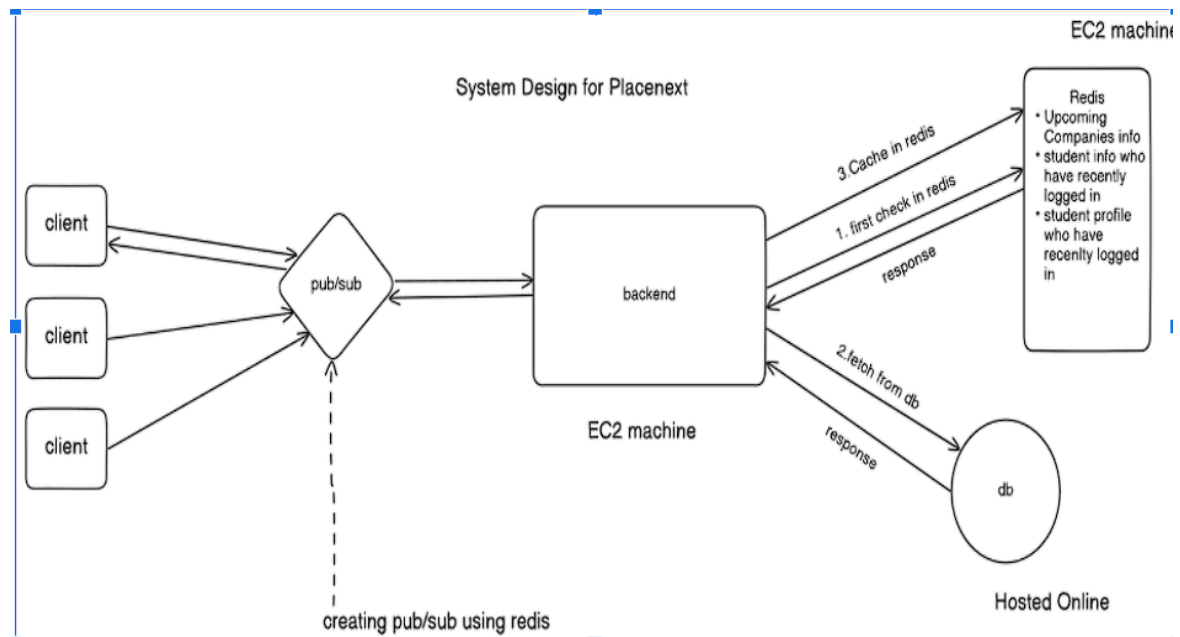 EC2 machine
System Design for Placenext
Redis
* Upcoming
Companies info
* student info who
have recently
logged in
* student profile
who have
recenlty logged
in
3.Cache in redis
1. first check in redis
response
client
client
client
pub/sub
backend
EC2 machine
2.fetch from db
response
db
Hosted Online
creating pub/sub using redis